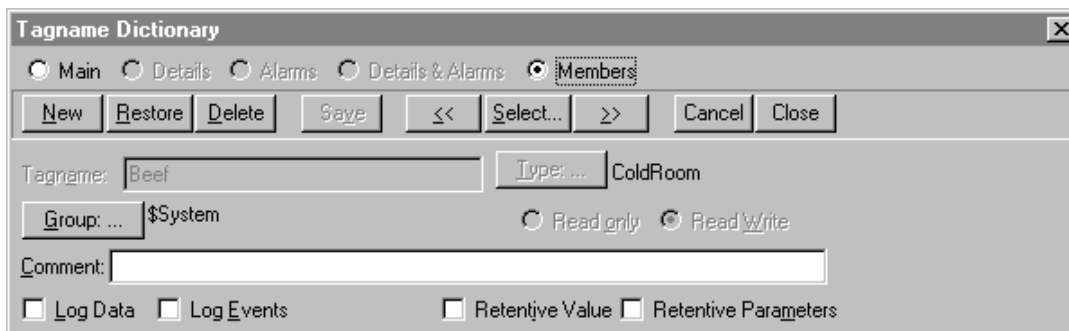 Tagname Dictionary
Main Details Alarms Details & Alarms Members
New Restore Delete Save << Select... >> Cancel Close
Tagname: Beef Type: ... ColdRoom
Group: ... $System Read only Read Write
Comment:
Log Data Log Events Retentive Value Retentive Parameters